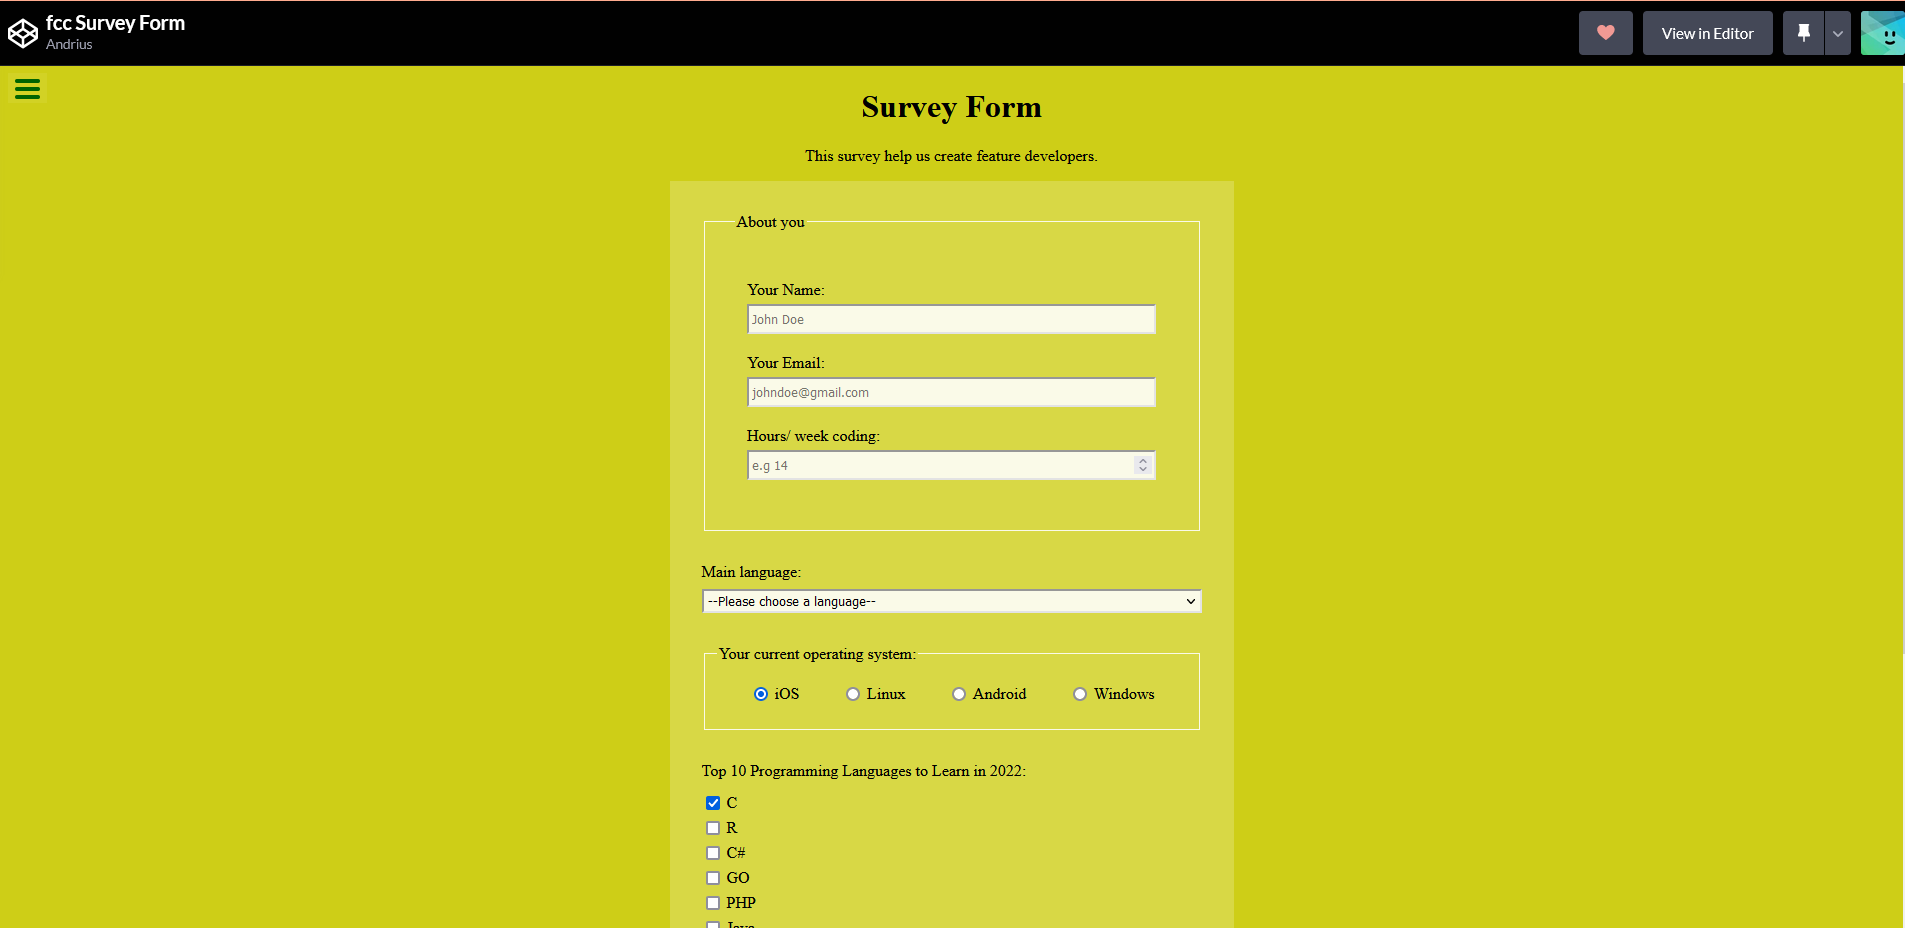 fcc Survey Form
Andrius
View in Editor
Survey Form
This survey help us create feature developers.
About you
Your Name:
John Doe
Your Email:
johndoe@gmail.com
Hours/ week coding:
e.g 14
Main language:
--Please choose a language--
Your current operating system:
iOS Linux Android Windows
Top 10 Programming Languages to Learn in 2022:
C
R
C#
GO
PHP
Java